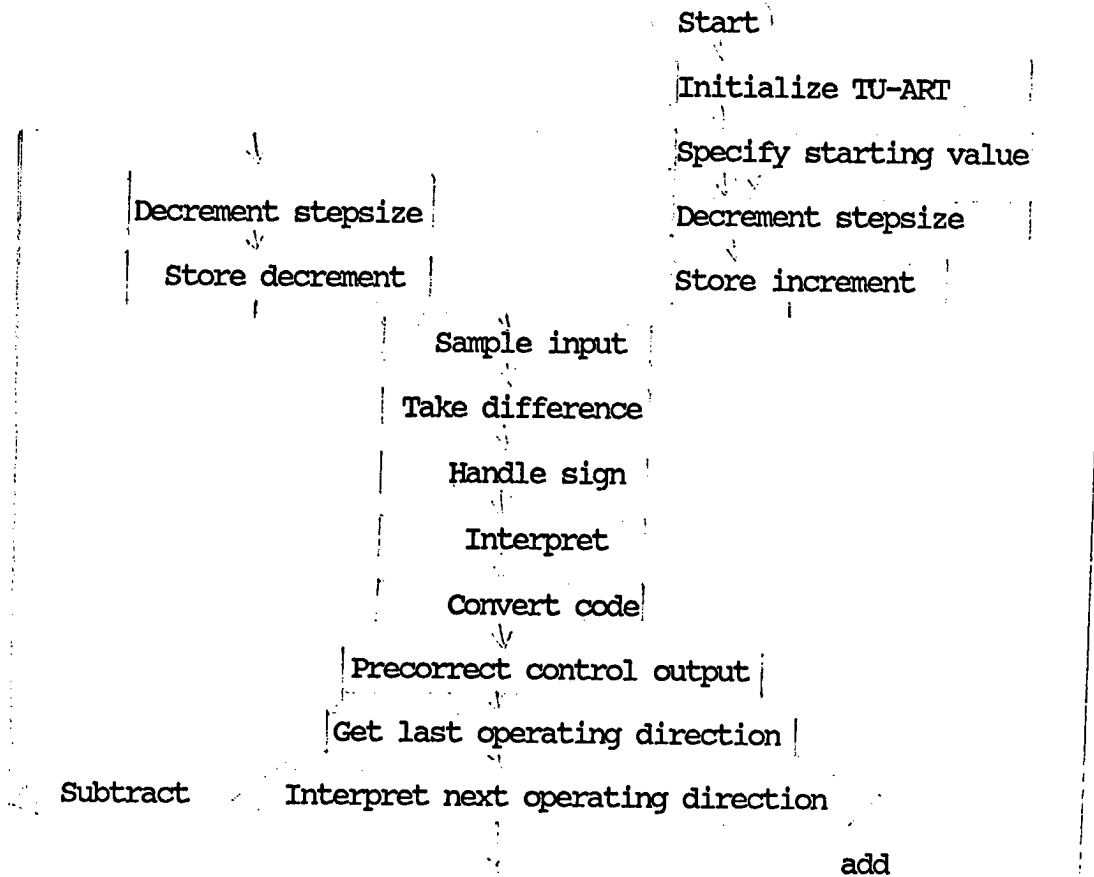 Start
Initialize TU-ART
Specify starting value
Decrement stepsize
Decrement stepsize
Store decrement
Store increment
Sample input
Take difference
Handle sign
Interpret
Convert code
Precorrect control output
Get last operating direction
Subtract
Interpret next operating direction
add